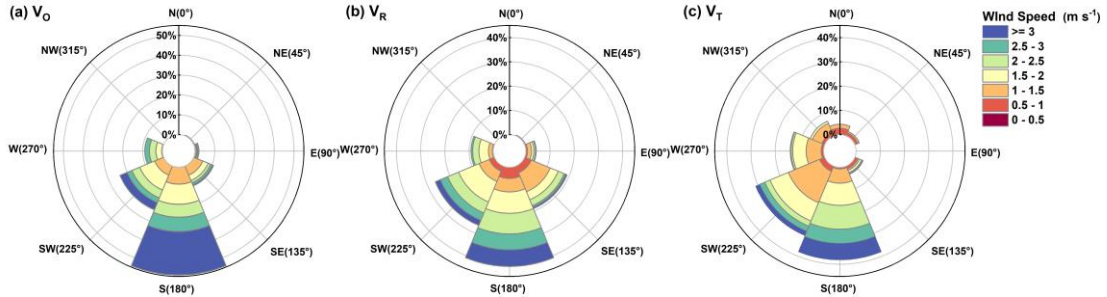 (a) V_O
N(0°)
NE(45°)
E(90°)
SE(135°)
S(180°)
SW(225°)
W(270°)
NW(315°)
50%
40%
30%
20%
10%
0%
(b) V_R
N(0°)
NE(45°)
E(90°)
SE(135°)
S(180°)
SW(225°)
W(270°)
NW(315°)
40%
30%
20%
10%
0%
(c) V_T
N(0°)
NE(45°)
E(90°)
SE(135°)
S(180°)
SW(225°)
W(270°)
NW(315°)
40%
30%
20%
10%
0%
WInd Speed (m s⁻¹)
>= 3
2.5 - 3
2 - 2.5
1.5 - 2
1 - 1.5
0.5 - 1
0 - 0.5